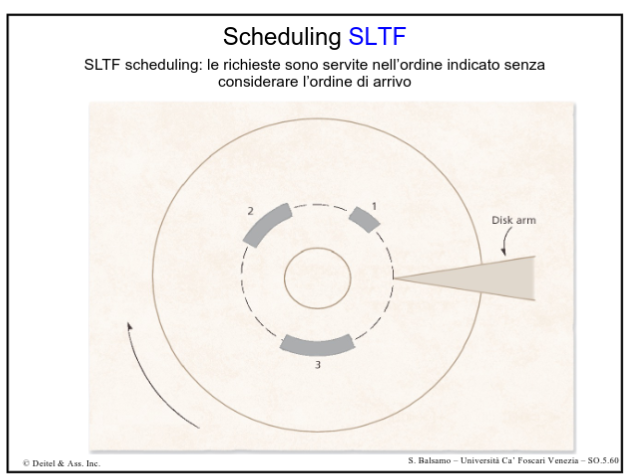 Scheduling SLTF
SLTF scheduling: le richieste sono servite nell'ordine indicato senza
considerare l'ordine di arrivo
1
2
Disk arm
3
© Deitel & Ass. Inc.
S. Balsamo – Università Ca' Foscari Venezia – SO.5.60